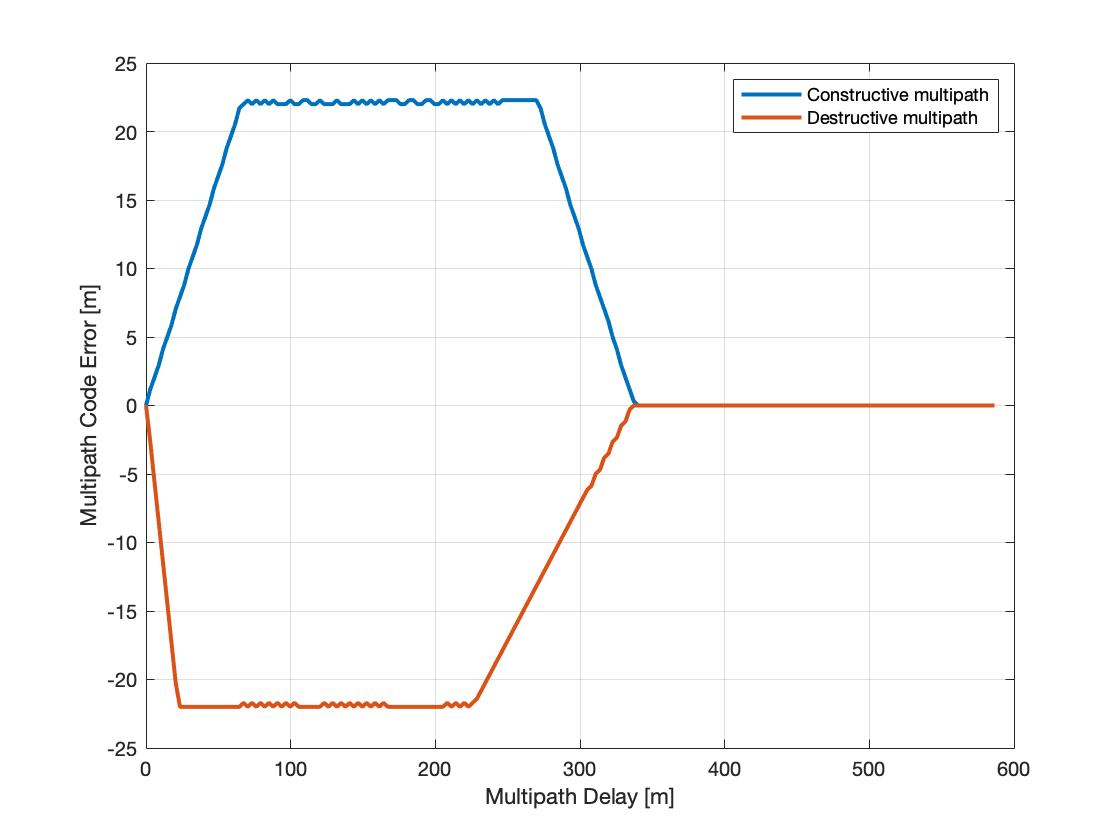 25
20
15
10
5
0
-5
-10
-15
-20
-25
Multipath Code Error [m]
Constructive multipath
Destructive multipath
0 100 200 300 400 500 600
Multipath Delay [m]